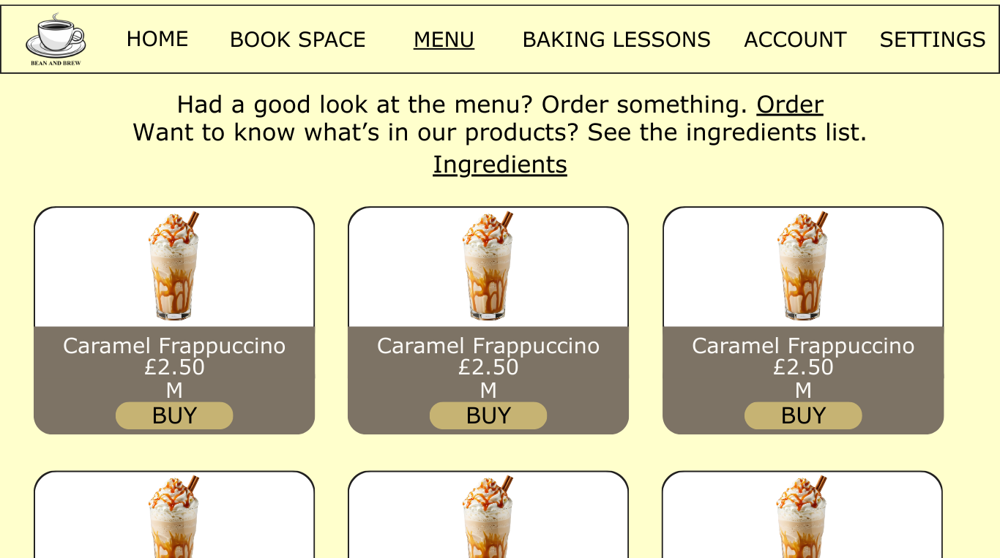 HOME BOOK SPACE MENU BAKING LESSONS ACCOUNT SETTINGS
BEAN AND BREW
Had a good look at the menu? Order something. Order
Want to know what’s in our products? See the ingredients list.
Ingredients
Caramel Frappuccino
£2.50
M
BUY
Caramel Frappuccino
£2.50
M
BUY
Caramel Frappuccino
£2.50
M
BUY